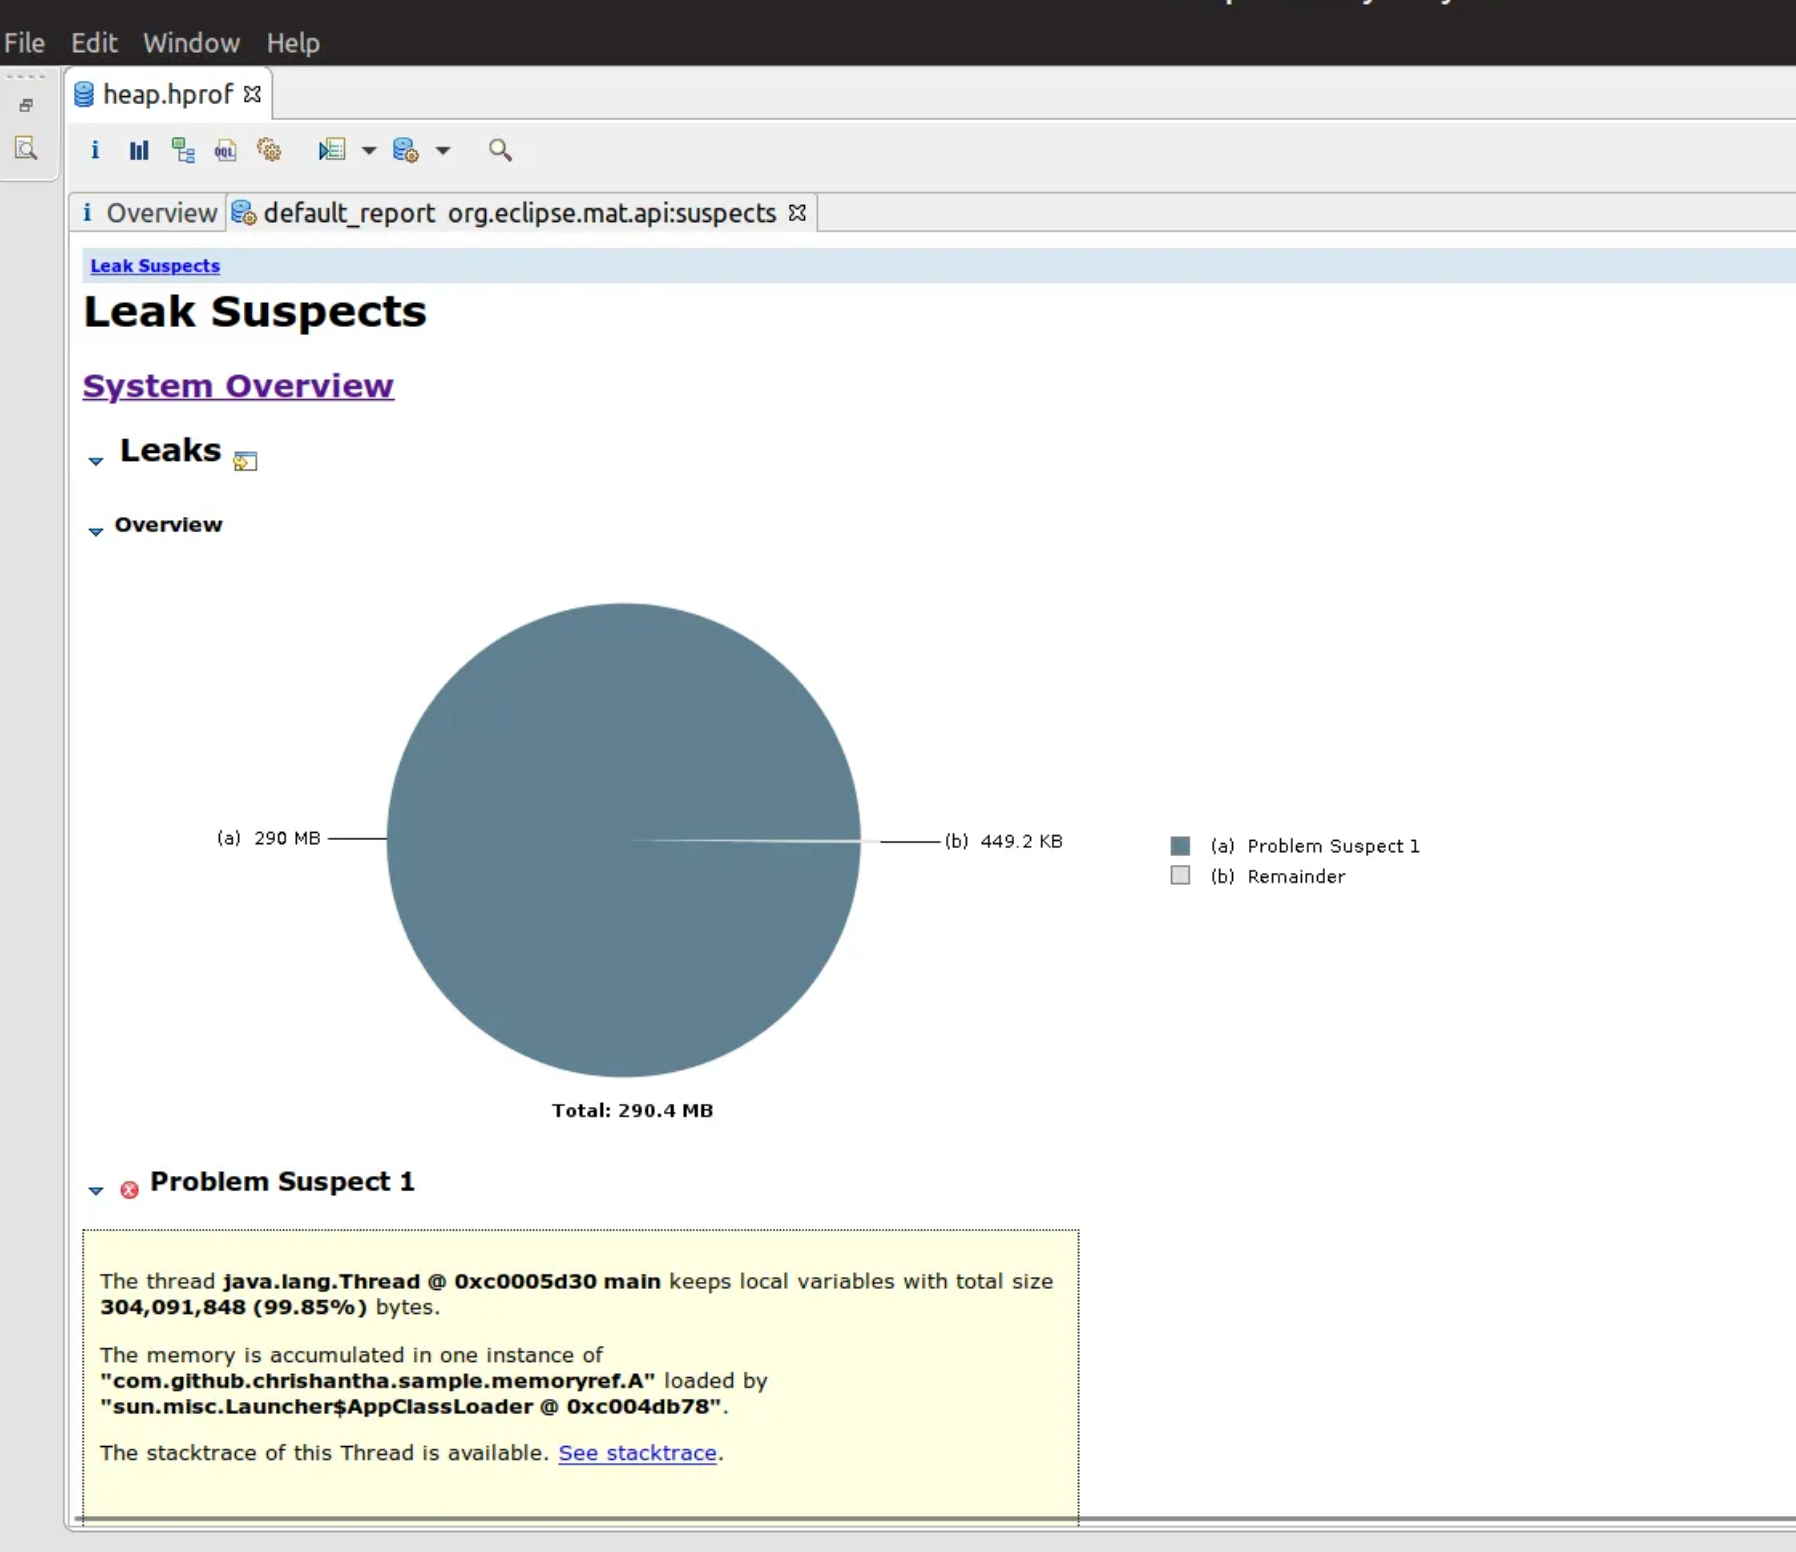 File Edit Window Help
heap.hprof
i OQL
i Overview default_report org.eclipse.mat.api:suspects
Leak Suspects
Leak Suspects
System Overview
Leaks
Overview
(a) 290 MB
(b) 449.2 KB
(a) Problem Suspect 1
(b) Remainder
Total: 290.4 MB
Problem Suspect 1
The thread java.lang.Thread @ 0xc0005d30 main keeps local variables with total size
304,091,848 (99.85%) bytes.
The memory is accumulated in one instance of
"com.github.chrishantha.sample.memoryref.A" loaded by
"sun.misc.Launcher$AppClassLoader @ 0xc004db78".
The stacktrace of this Thread is available. See stacktrace.